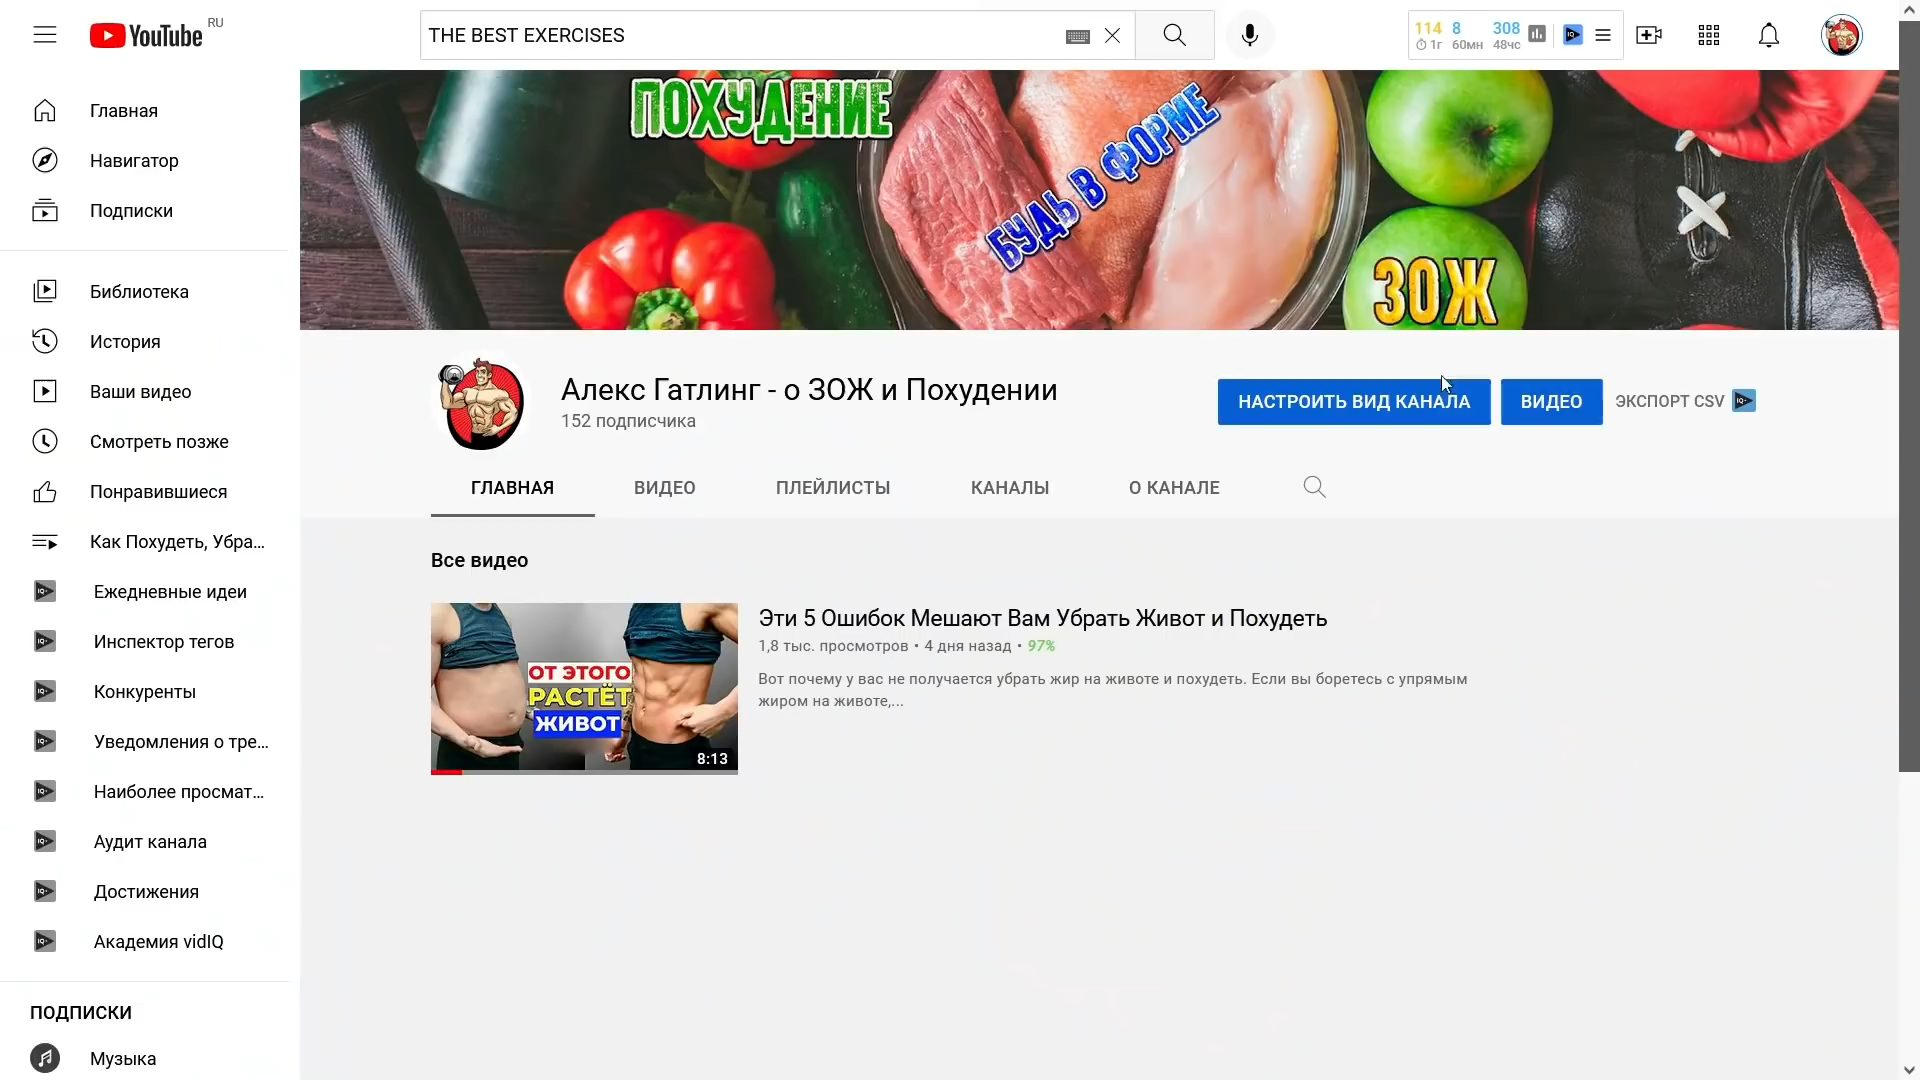 YouTube RU
THE BEST EXERCISES
114 8 308
1г 60мн 48чс
Главная
Навигатор
Подписки
Библиотека
История
Ваши видео
Смотреть позже
Понравившиеся
Как Похудеть, Убра...
Ежедневные идеи
Инспектор тегов
Конкуренты
Уведомления о тре...
Наиболее просмат...
Аудит канала
Достижения
Академия vidIQ
ПОДПИСКИ
Музыка
ПОХУДЕНИЕ
БУДЬ В ФОРМЕ
ЗОЖ
Алекс Гатлинг - о ЗОЖ и Похудении
152 подписчика
НАСТРОИТЬ ВИД КАНАЛА
ВИДЕО
ЭКСПОРТ CSV
ГЛАВНАЯ ВИДЕО ПЛЕЙЛИСТЫ КАНАЛЫ О КАНАЛЕ
Все видео
ОТ ЭТОГО
РАСТЁТ
ЖИВОТ
8:13
Эти 5 Ошибок Мешают Вам Убрать Живот и Похудеть
1,8 тыс. просмотров • 4 дня назад • 97%
Вот почему у вас не получается убрать жир на животе и похудеть. Если вы боретесь с упрямым
жиром на животе,...